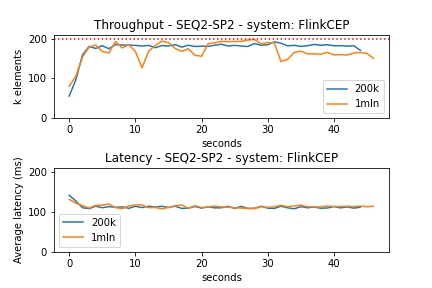 Throughput - SEQ2-SP2 - system: FlinkCEP
200
100
0
k elements
200k
1mln
0 10 20 30 40
seconds
Latency - SEQ2-SP2 - system: FlinkCEP
200
100
0
Average latency (ms)
200k
1mln
0 10 20 30 40
seconds